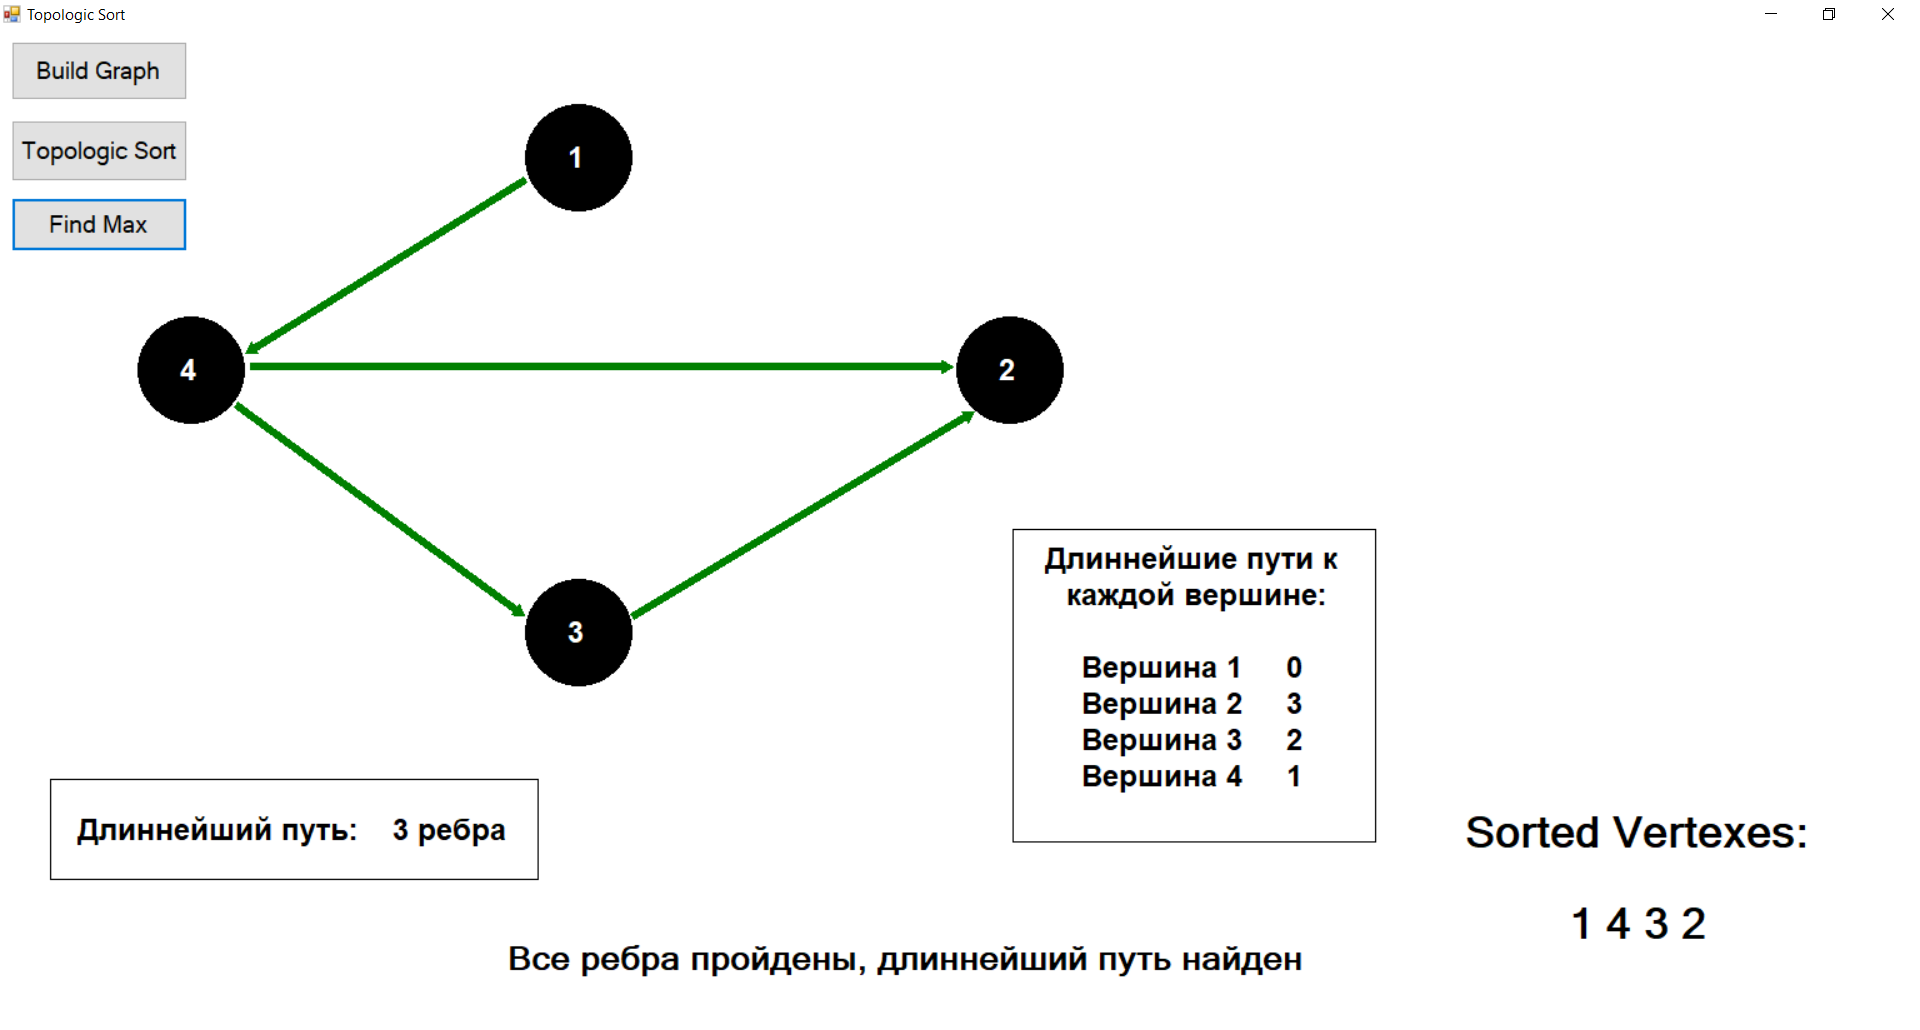 Topologic Sort
Build Graph
Topologic Sort
Find Max
1
4
2
3
Длиннейшие пути к
каждой вершине:
Вершина 1 0
Вершина 2 3
Вершина 3 2
Вершина 4 1
Длиннейший путь: 3 ребра
Sorted Vertexes:
1 4 3 2
Все ребра пройдены, длиннейший путь найден